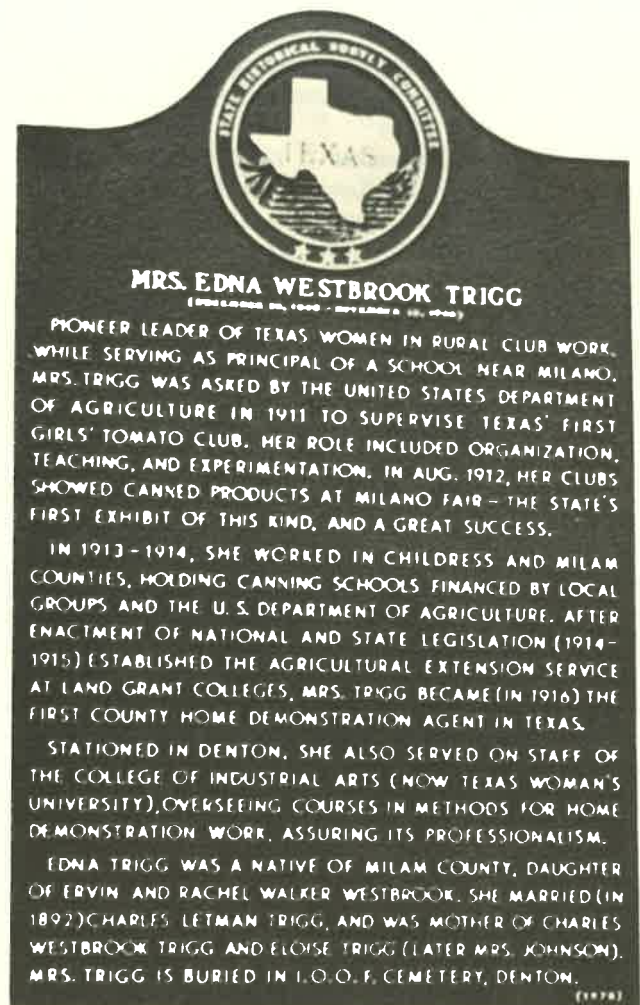 STATE HISTORICAL SURVEY COMMITTEE
TEXAS
MRS. EDNA WESTBROOK TRIGG
PIONEER LEADER OF TEXAS WOMEN IN RURAL CLUB WORK.
WHILE SERVING AS PRINCIPAL OF A SCHOOL NEAR MILANO,
MRS. TRIGG WAS ASKED BY THE UNITED STATES DEPARTMENT
OF AGRICULTURE IN 1911 TO SUPERVISE TEXAS' FIRST
GIRLS' TOMATO CLUB. HER ROLE INCLUDED ORGANIZATION,
TEACHING, AND EXPERIMENTATION. IN AUG. 1912, HER CLUBS
SHOWED CANNED PRODUCTS AT MILANO FAIR - THE STATE'S
FIRST EXHIBIT OF THIS KIND, AND A GREAT SUCCESS.
IN 1913-1914, SHE WORKED IN CHILDRESS AND MILAM
COUNTIES, HOLDING CANNING SCHOOLS FINANCED BY LOCAL
GROUPS AND THE U. S. DEPARTMENT OF AGRICULTURE. AFTER
ENACTMENT OF NATIONAL AND STATE LEGISLATION (1914-
1915) ESTABLISHED THE AGRICULTURAL EXTENSION SERVICE
AT LAND GRANT COLLEGES, MRS. TRIGG BECAME (IN 1916) THE
FIRST COUNTY HOME DEMONSTRATION AGENT IN TEXAS.
STATIONED IN DENTON, SHE ALSO SERVED ON STAFF OF
THE COLLEGE OF INDUSTRIAL ARTS (NOW TEXAS WOMAN'S
UNIVERSITY), OVERSEEING COURSES IN METHODS FOR HOME
DEMONSTRATION WORK, ASSURING ITS PROFESSIONALISM.
EDNA TRIGG WAS A NATIVE OF MILAM COUNTY, DAUGHTER
OF ERVIN AND RACHEL WALKER WESTBROOK. SHE MARRIED (IN
1892) CHARLES LETMAN TRIGG, AND WAS MOTHER OF CHARLES
WESTBROOK TRIGG AND ELOISE TRIGG (LATER MRS. JOHNSON).
MRS. TRIGG IS BURIED IN I.O.O.F. CEMETERY, DENTON.